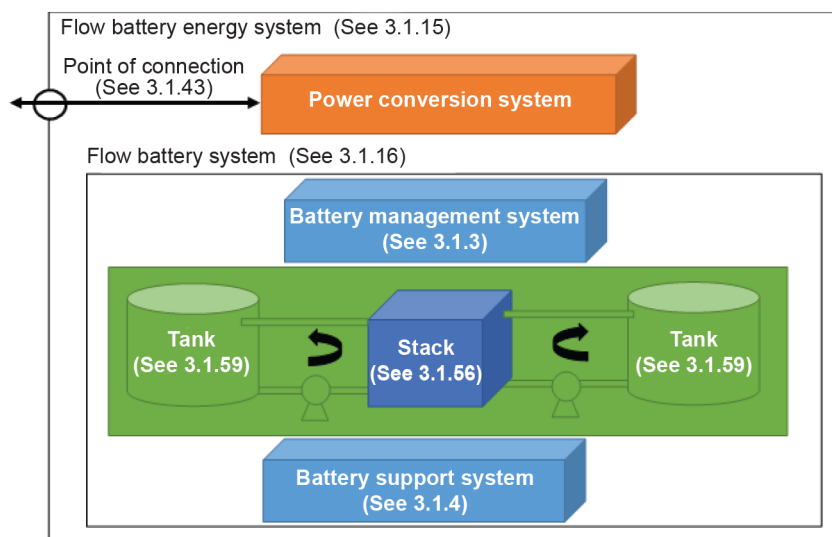 Flow battery energy system (See 3.1.15)
Point of connection
(See 3.1.43)
Power conversion system
Flow battery system (See 3.1.16)
Battery management system
(See 3.1.3)
Tank
(See 3.1.59)
Stack
(See 3.1.56)
Tank
(See 3.1.59)
Battery support system
(See 3.1.4)